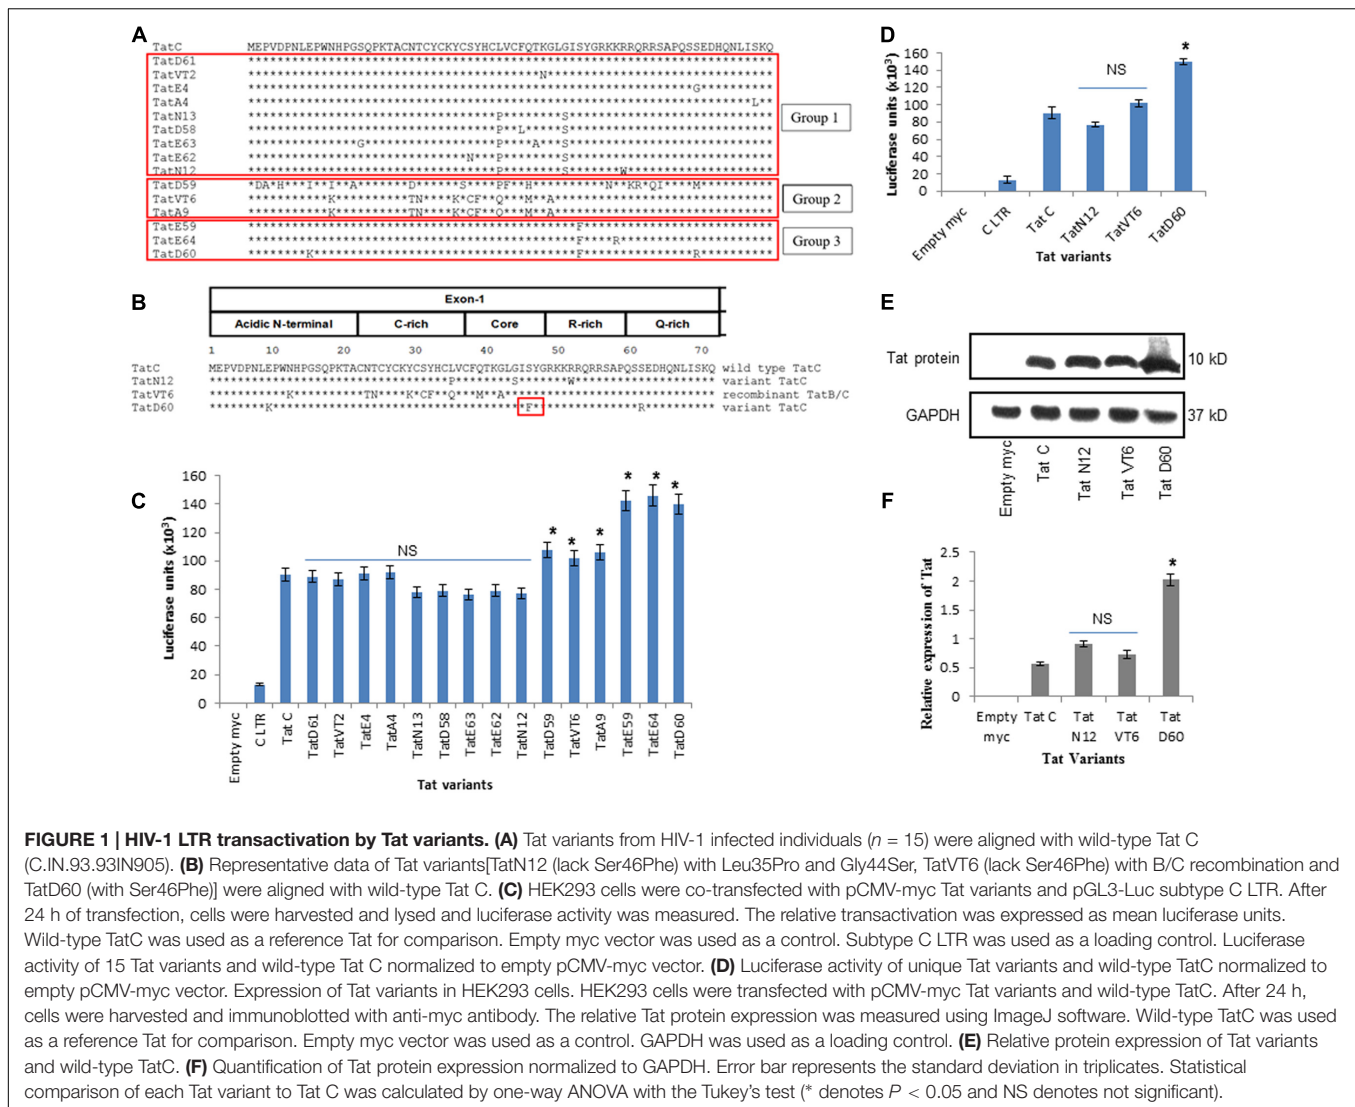 A
TatC MEPVDPNLEPWNHPGSQPKTACNTCYCKYCSYHCLVCFQTKGLGISYGRKKRRQRRSAPQSSEDHQNLISKQ
TatD61
TatVT2 N
TatE4 G
TatA4 L
TatN13 P S
TatD58 P L S
TatE63 G P A S
TatE62 N P S
TatN12 P S W
TatD59 DA*H I I A D S PF H N KR QI M
TatVT6 K TN K CF Q M A
TatA9 K TN K CF Q M A
TatE59 F
TatE64 F R
TatD60 K F R
Group 1
Group 2
Group 3
B
Exon-1
Acidic N-terminal C-rich Core R-rich Q-rich
1 10 20 30 40 50 60 70
TatC MEPVDPNLEPWNHPGSQPKTACNTCYCKYCSYHCLVCFQTKGLGISYGRKKRRQRRSAPQSSEDHQNLISKQ wild type TatC
TatN12 P S W variant TatC
TatVT6 K TN K CF Q M A recombinant TatB/C
TatD60 K *F* R variant TatC
C
Luciferase units (x10³)
160
140
120
100
80
60
40
20
0
NS
* * * * * *
Empty myc C LTR Tat C TatD61 TatVT2 TatE4 TatA4 TatN13 TatD58 TatE63 TatE62 TatN12 TatD59 TatVT6 TatA9 TatE59 TatE64 TatD60
Tat variants
D
Luciferase units (x10³)
160
140
120
100
80
60
40
20
0
NS
*
Empty myc C LTR Tat C TatN12 TatVT6 TatD60
Tat variants
E
Tat protein 10 kD
GAPDH 37 kD
Empty myc Tat C Tat N12 Tat VT6 Tat D60
F
Relative expression of Tat
2.5
2
1.5
1
0.5
0
NS
*
Empty Tat C Tat Tat Tat
myc N12 VT6 D60
Tat Variants
FIGURE 1 | HIV-1 LTR transactivation by Tat variants. (A) Tat variants from HIV-1 infected individuals (n = 15) were aligned with wild-type Tat C
(C.IN.93.93IN905). (B) Representative data of Tat variants[TatN12 (lack Ser46Phe) with Leu35Pro and Gly44Ser, TatVT6 (lack Ser46Phe) with B/C recombination and
TatD60 (with Ser46Phe)] were aligned with wild-type Tat C. (C) HEK293 cells were co-transfected with pCMV-myc Tat variants and pGL3-Luc subtype C LTR. After
24 h of transfection, cells were harvested and lysed and luciferase activity was measured. The relative transactivation was expressed as mean luciferase units.
Wild-type TatC was used as a reference Tat for comparison. Empty myc vector was used as a control. Subtype C LTR was used as a loading control. Luciferase
activity of 15 Tat variants and wild-type Tat C normalized to empty pCMV-myc vector. (D) Luciferase activity of unique Tat variants and wild-type TatC normalized to
empty pCMV-myc vector. Expression of Tat variants in HEK293 cells. HEK293 cells were transfected with pCMV-myc Tat variants and wild-type TatC. After 24 h,
cells were harvested and immunoblotted with anti-myc antibody. The relative Tat protein expression was measured using ImageJ software. Wild-type TatC was used
as a reference Tat for comparison. Empty myc vector was used as a control. GAPDH was used as a loading control. (E) Relative protein expression of Tat variants
and wild-type TatC. (F) Quantification of Tat protein expression normalized to GAPDH. Error bar represents the standard deviation in triplicates. Statistical
comparison of each Tat variant to Tat C was calculated by one-way ANOVA with the Tukey's test (* denotes P < 0.05 and NS denotes not significant).